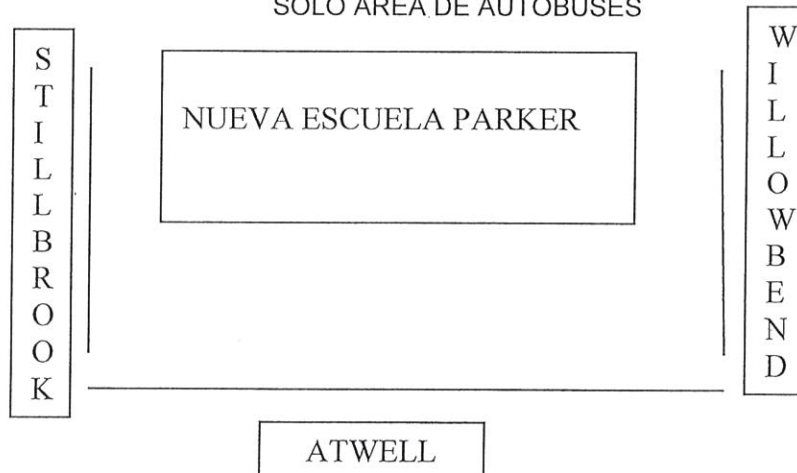 SOLO AREA DE AUTOBUSES
STILLBROOK
NUEVA ESCUELA PARKER
WILLOWBEND
ATWELL